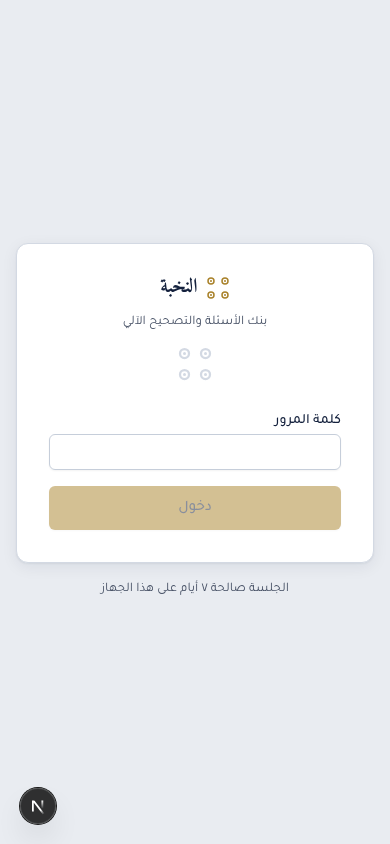 النخبة
بنك الأسئلة والتصحيح الآلي
كلمة المرور
دخول
الجلسة صالحة ٧ أيام على هذا الجهاز
N